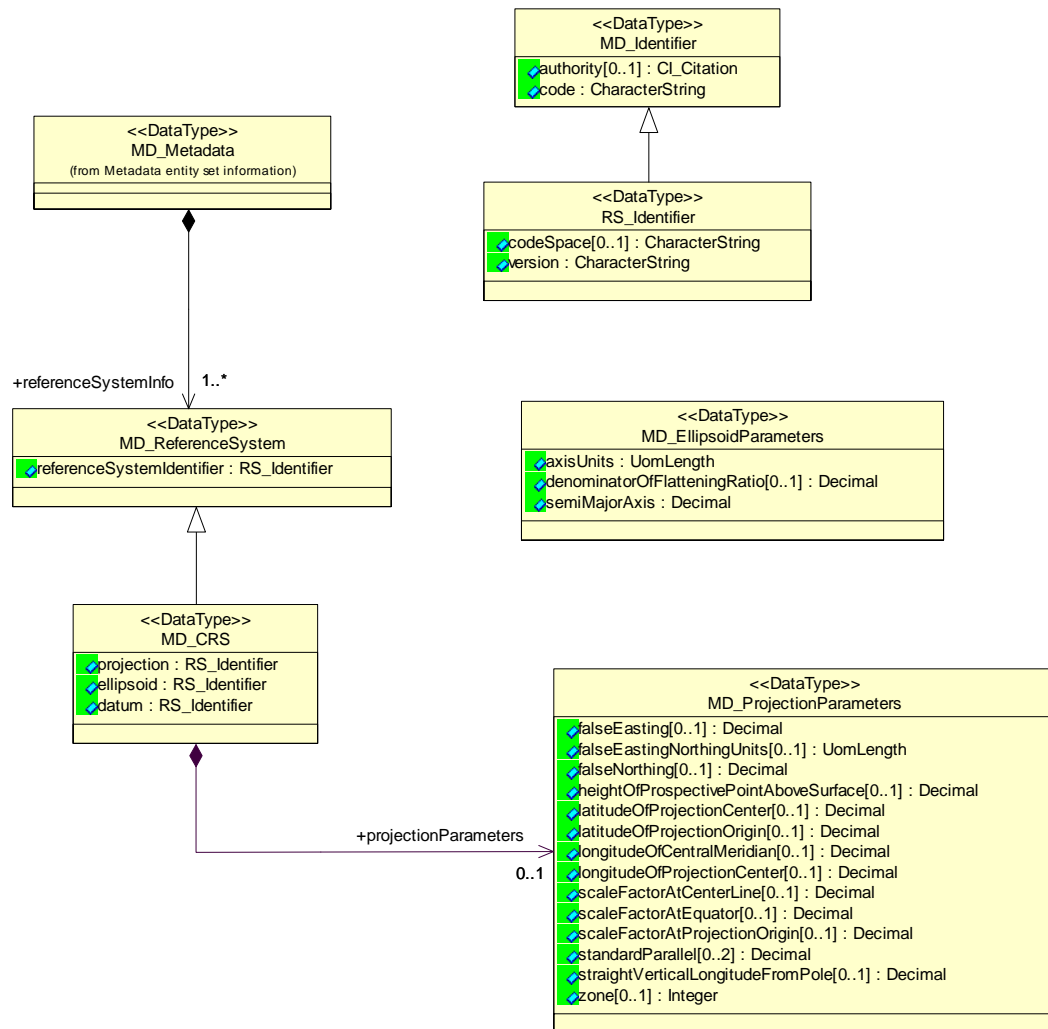 <<DataType>>
MD_Identifier
authority[0..1] : CI_Citation
code : CharacterString
<<DataType>>
MD_Metadata
(from Metadata entity set information)
<<DataType>>
RS_Identifier
codeSpace[0..1] : CharacterString
version : CharacterString
+referenceSystemInfo
1..*
<<DataType>>
MD_ReferenceSystem
referenceSystemIdentifier : RS_Identifier
<<DataType>>
MD_EllipsoidParameters
axisUnits : UomLength
denominatorOfFlatteningRatio[0..1] : Decimal
semiMajorAxis : Decimal
<<DataType>>
MD_CRS
projection : RS_Identifier
ellipsoid : RS_Identifier
datum : RS_Identifier
+projectionParameters
0..1
<<DataType>>
MD_ProjectionParameters
falseEasting[0..1] : Decimal
falseEastingNorthingUnits[0..1] : UomLength
falseNorthing[0..1] : Decimal
heightOfProspectivePointAboveSurface[0..1] : Decimal
latitudeOfProjectionCenter[0..1] : Decimal
latitudeOfProjectionOrigin[0..1] : Decimal
longitudeOfCentralMeridian[0..1] : Decimal
longitudeOfProjectionCenter[0..1] : Decimal
scaleFactorAtCenterLine[0..1] : Decimal
scaleFactorAtEquator[0..1] : Decimal
scaleFactorAtProjectionOrigin[0..1] : Decimal
standardParallel[0..2] : Decimal
straightVerticalLongitudeFromPole[0..1] : Decimal
zone[0..1] : Integer